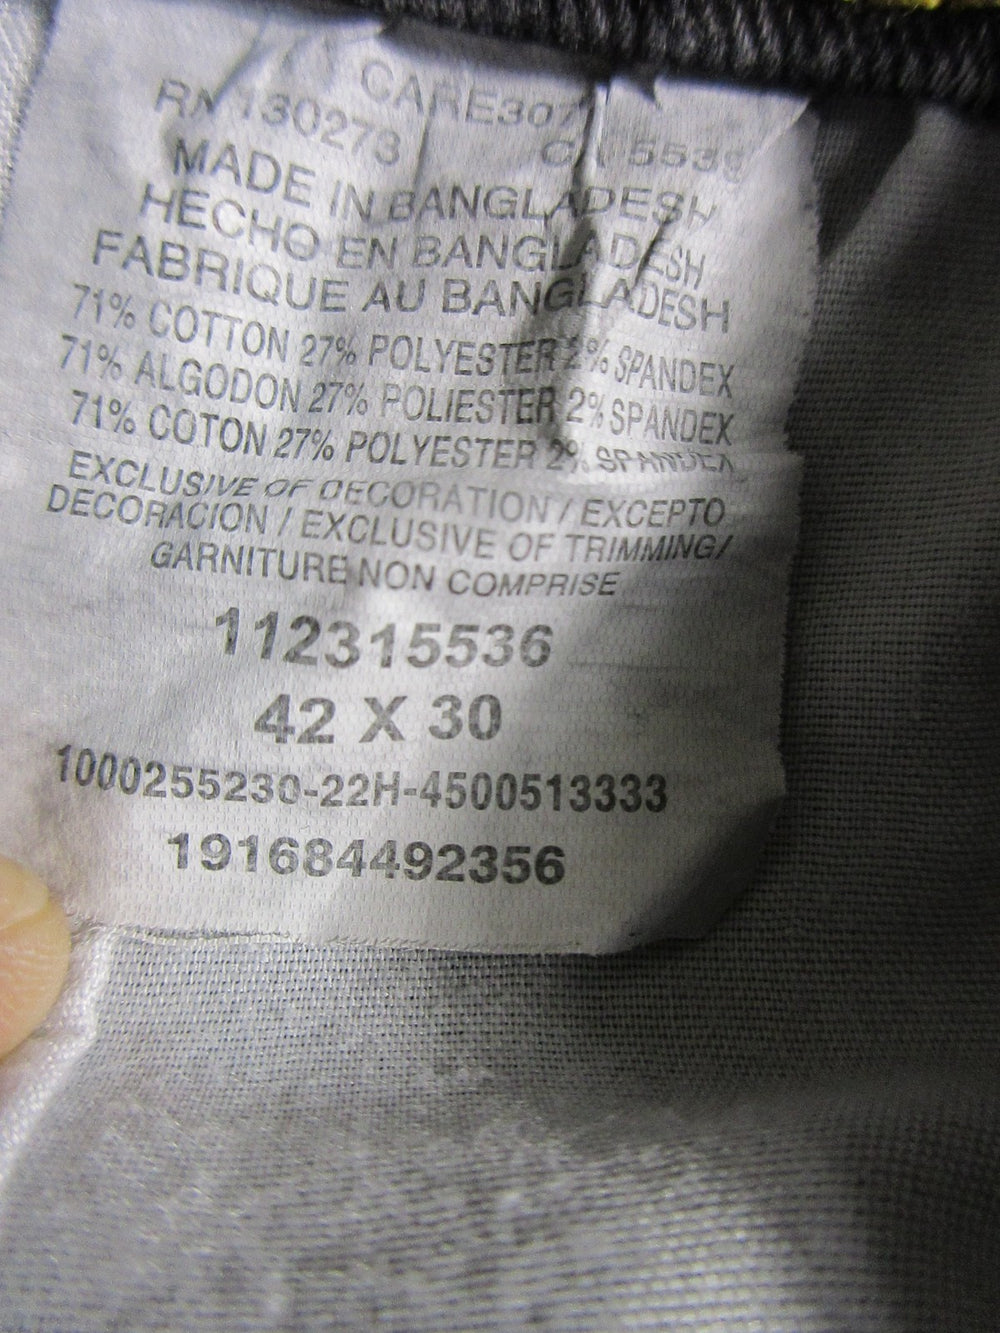 CARE307
RN 130273
MADE IN BANGLADESH
HECHO EN BANGLADESH
FABRIQUE AU BANGLADESH
71% COTTON 27% POLYESTER 2% SPANDEX
71% ALGODON 27% POLIESTER 2% SPANDEX
71% COTON 27% POLYESTER 2% SPANDEX
EXCLUSIVE OF DECORATION / EXCEPTO
DECORACION / EXCLUSIVE OF TRIMMING/
GARNITURE NON COMPRISE
112315536
42 X 30
1000255230-22H-4500513333
191684492356